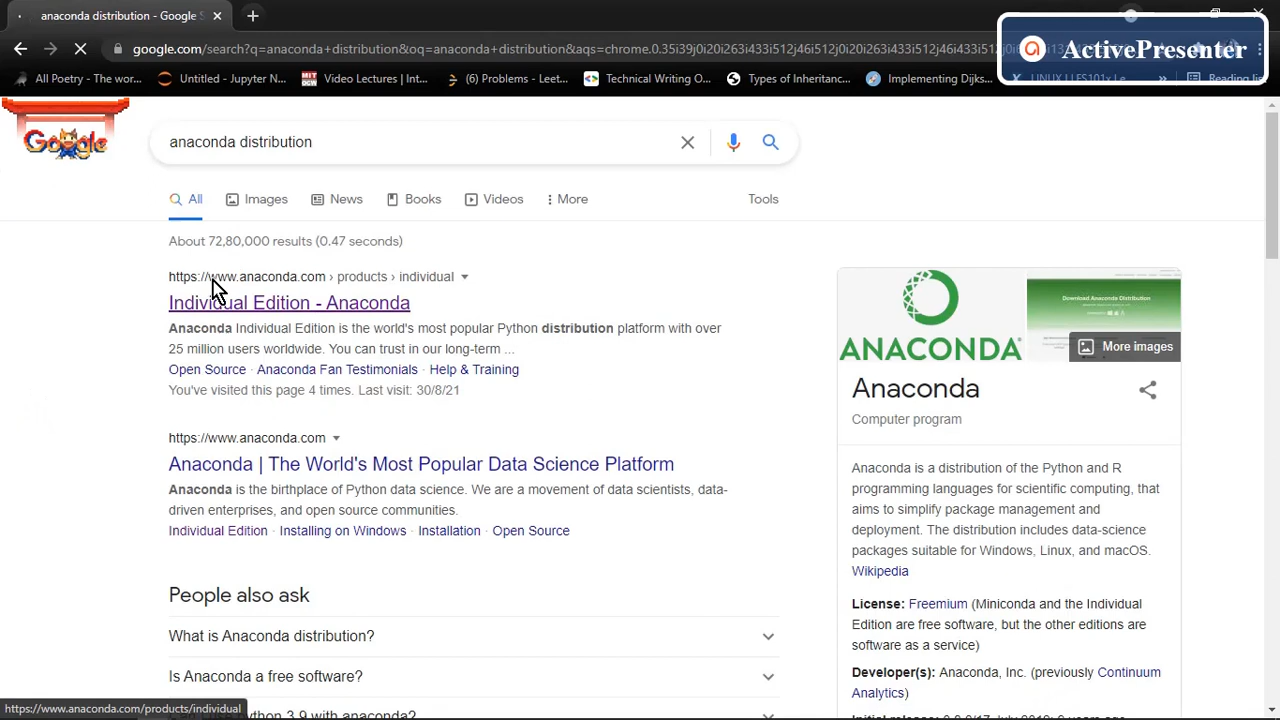 anaconda distribution - Google S
ActivePresenter
google.com/search?q=anaconda+distribution&oq=anaconda+distribution&aqs=chrome.0.35i39j0i20i263i433i512j46i512j0i263i433i512j46i433i512j0i
All Poetry - The wor...
Untitled - Jupyter N...
Video Lectures | Int...
(6) C/C++ - Leet...
Technical Writing O...
Types of Inheritanc...
Implementing Dijks...
Reading lis
Google
anaconda distribution
All
Images
News
Books
Videos
More
Tools
About 72,80,000 results (0.47 seconds)
https://www.anaconda.com › products › individual
Individual Edition - Anaconda
Anaconda Individual Edition is the world's most popular Python distribution platform with over
25 million users worldwide. You can trust in our long-term ...
Open Source · Anaconda Fan Testimonials · Help & Training
You've visited this page 4 times. Last visit: 30/8/21
https://www.anaconda.com
Anaconda | The World's Most Popular Data Science Platform
Anaconda is the birthplace of Python data science. We are a movement of data scientists, data-
driven enterprises, and open source communities.
Individual Edition · Installing on Windows · Installation · Open Source
People also ask
What is Anaconda distribution?
Is Anaconda a free software?
python 3.9 with anaconda?
https://www.anaconda.com/products/individual
ANACONDA
Download Anaconda Distribution
More images
Anaconda
Computer program
Anaconda is a distribution of the Python and R
programming languages for scientific computing, that
aims to simplify package management and
deployment. The distribution includes data-science
packages suitable for Windows, Linux, and macOS.
Wikipedia
License: Freemium (Miniconda and the Individual
Edition are free software, but the other editions are
software as a service)
Developer(s): Anaconda, Inc. (previously Continuum
Analytics)